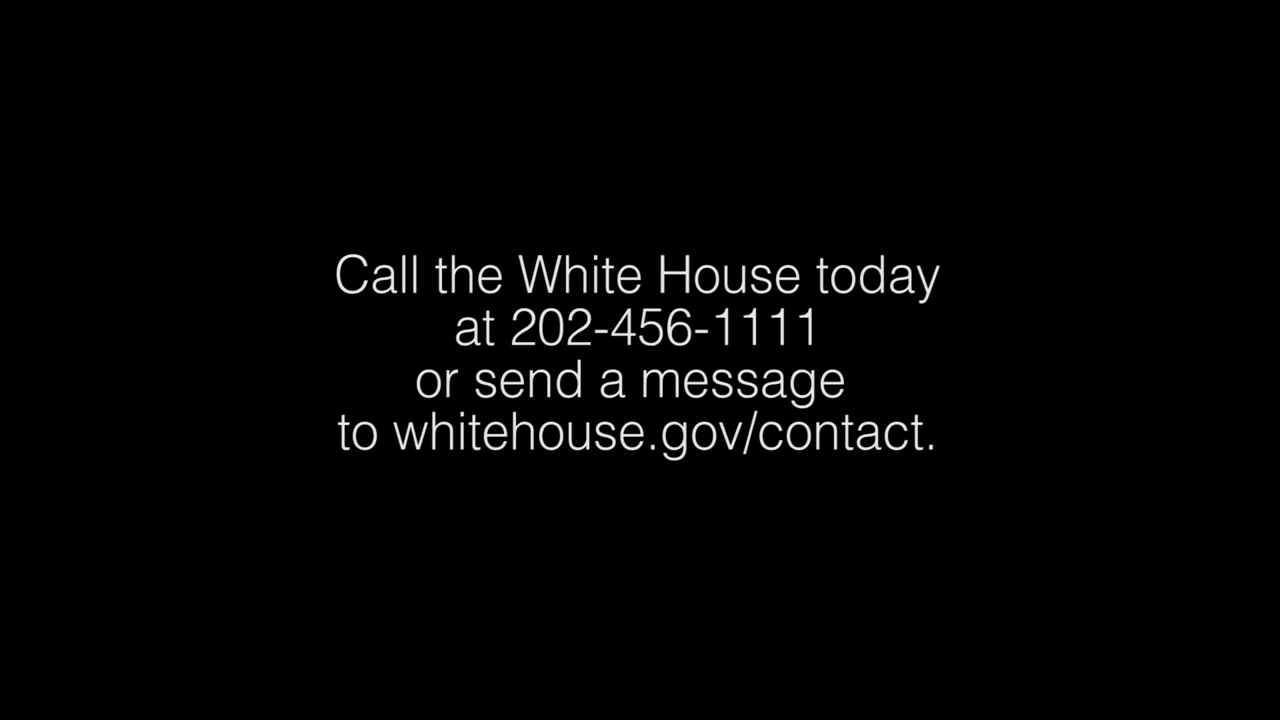 Call the White House today
at 202-456-1111
or send a message
to whitehouse.gov/contact.